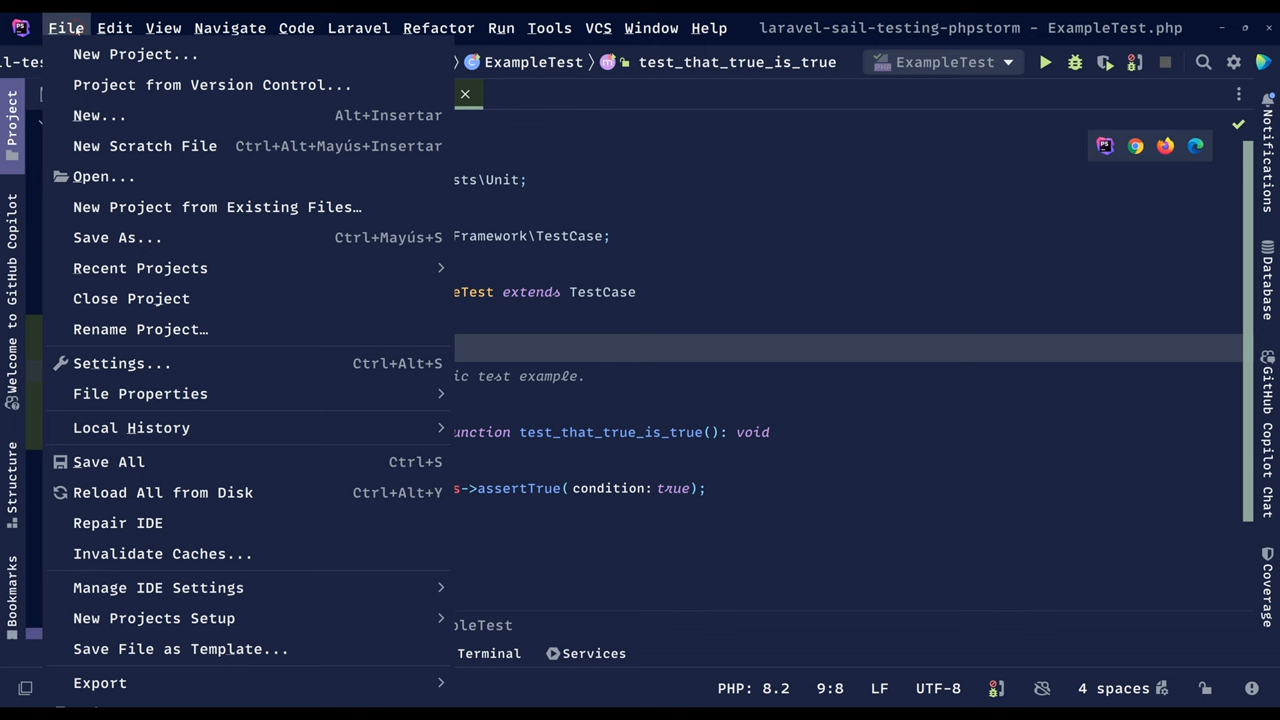 File Edit View Navigate Code Laravel Refactor Run Tools VCS Window Help laravel-sail-testing-phpstorm - ExampleTest.php
ExampleTest test_that_true_is_true ExampleTest
New Project...
Project from Version Control...
New... Alt+Insertar
New Scratch File Ctrl+Alt+Mayús+Insertar
Open...
New Project from Existing Files…
Save As... Ctrl+Mayús+S
Recent Projects
Close Project
Rename Project…
Settings... Ctrl+Alt+S
File Properties
Local History
Save All Ctrl+S
Reload All from Disk Ctrl+Alt+Y
Repair IDE
Invalidate Caches...
Manage IDE Settings
New Projects Setup
Save File as Template...
Export
sts\Unit;
Framework\TestCase;
eTest extends TestCase
ic test example.
unction test_that_true_is_true(): void
s->assertTrue( condition: true);
pleTest
Terminal Services
PHP: 8.2 9:8 LF UTF-8 4 spaces
Project
Welcome to GitHub Copilot
Structure
Bookmarks
Notifications
Database
GitHub Copilot Chat
Coverage